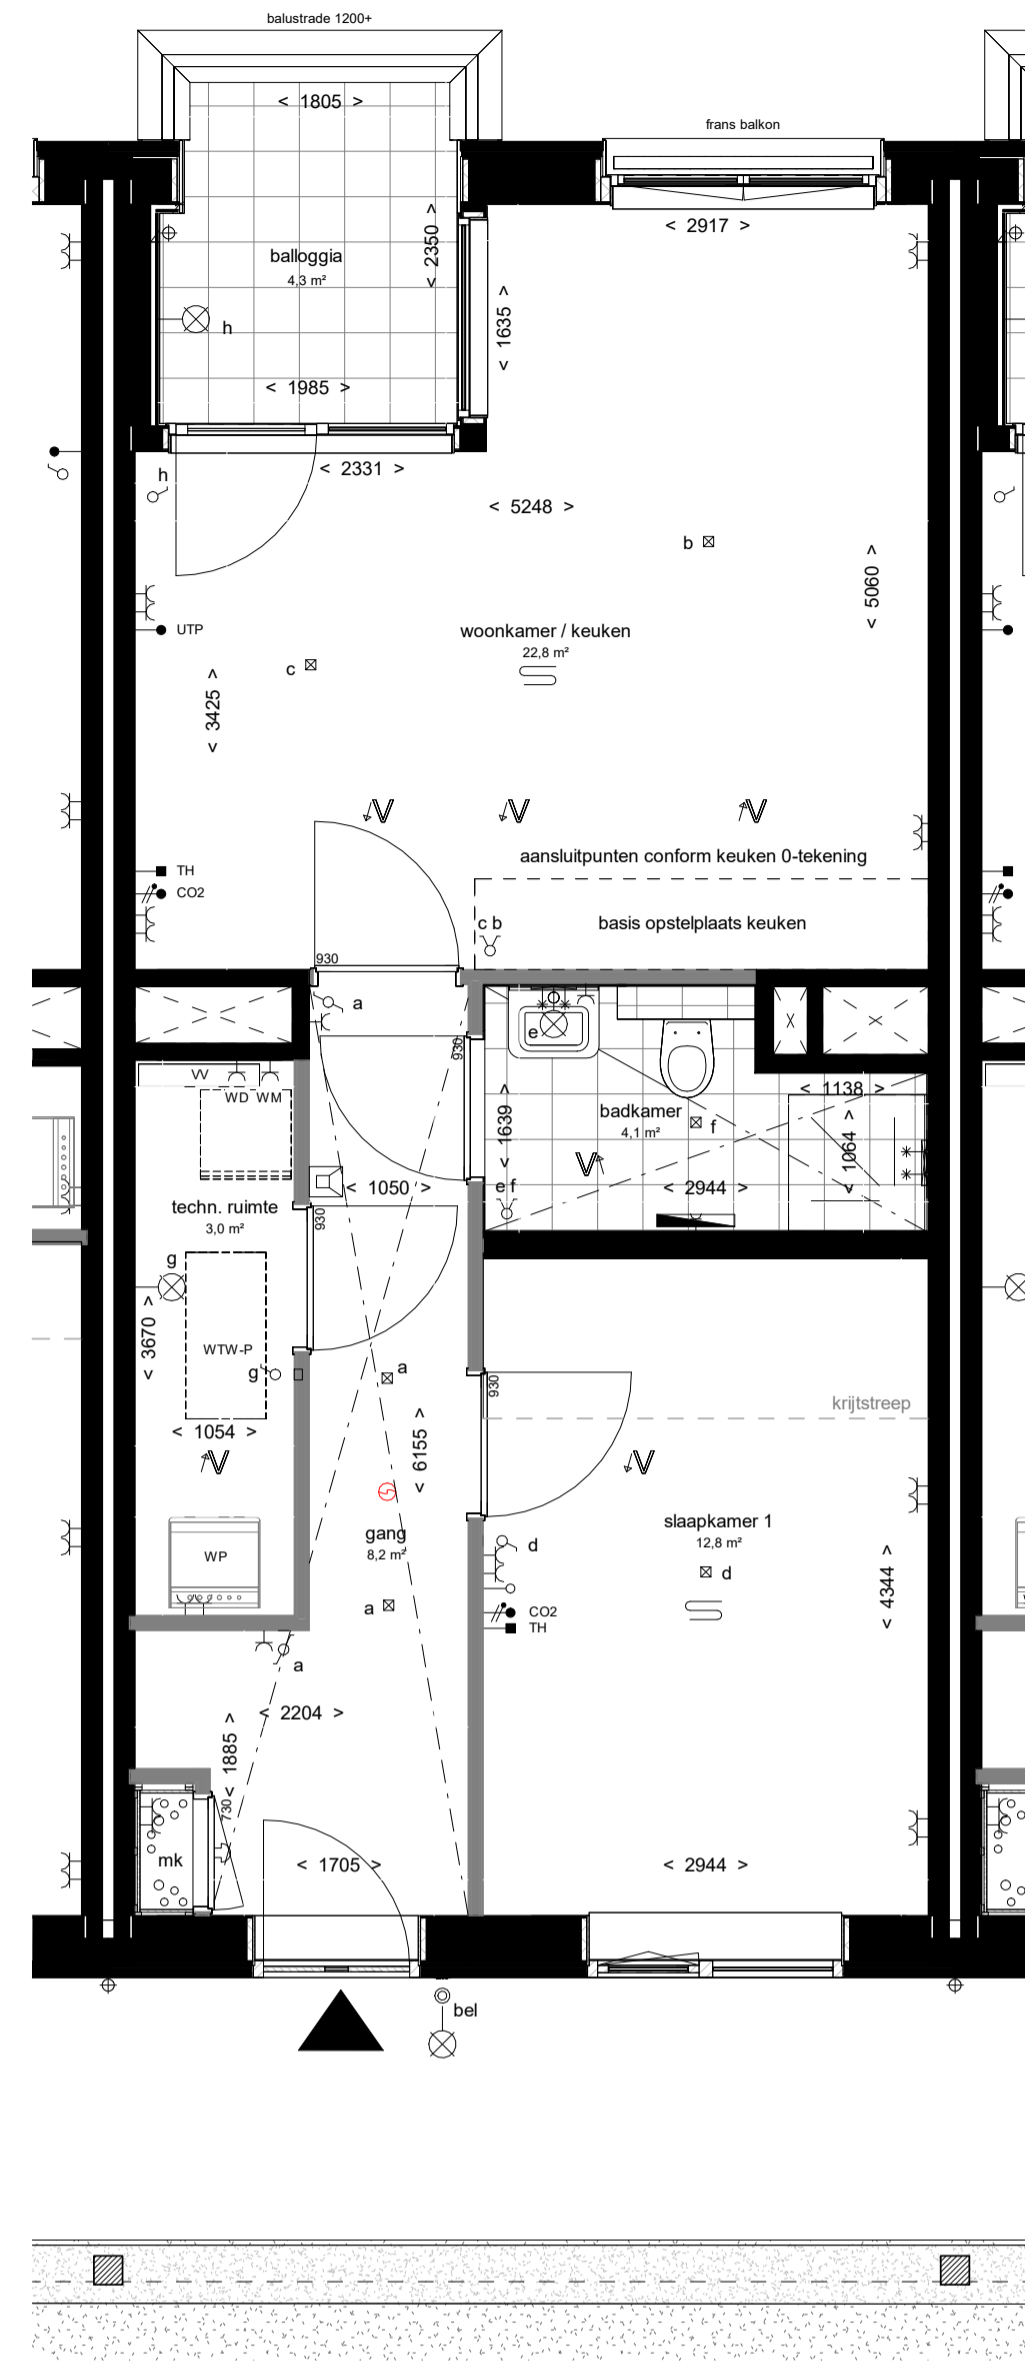 balustrade 1200+
< 1805 >
frans balkon
< 2917 >
< 2350 >
balloggia
4,3 m²
h
< 1635 >
< 1985 >
< 2331 >
h
< 5248 >
b
< 5060 >
UTP
woonkamer / keuken
22,8 m²
c
< 3425 >
V
V
V
aansluitpunten conform keuken 0-tekening
TH
CO2
c b
basis opstelplaats keuken
930
a
e
930
VV
WD WM
< 1639 >
badkamer
4,1 m²
f
< 1138 >
< 1064 >
V
< 1050 >
e f
< 2944 >
techn. ruimte
3,0 m²
930
g
< 3670 >
WTW-P
g
a
930
krijtstreep
< 1054 >
V
< 6155 >
V
gang
8,2 m²
slaapkamer 1
12,8 m²
d
d
WP
a
CO2
TH
< 4344 >
a
< 2204 >
< 1885 >
730
mk
< 1705 >
< 2944 >
bel